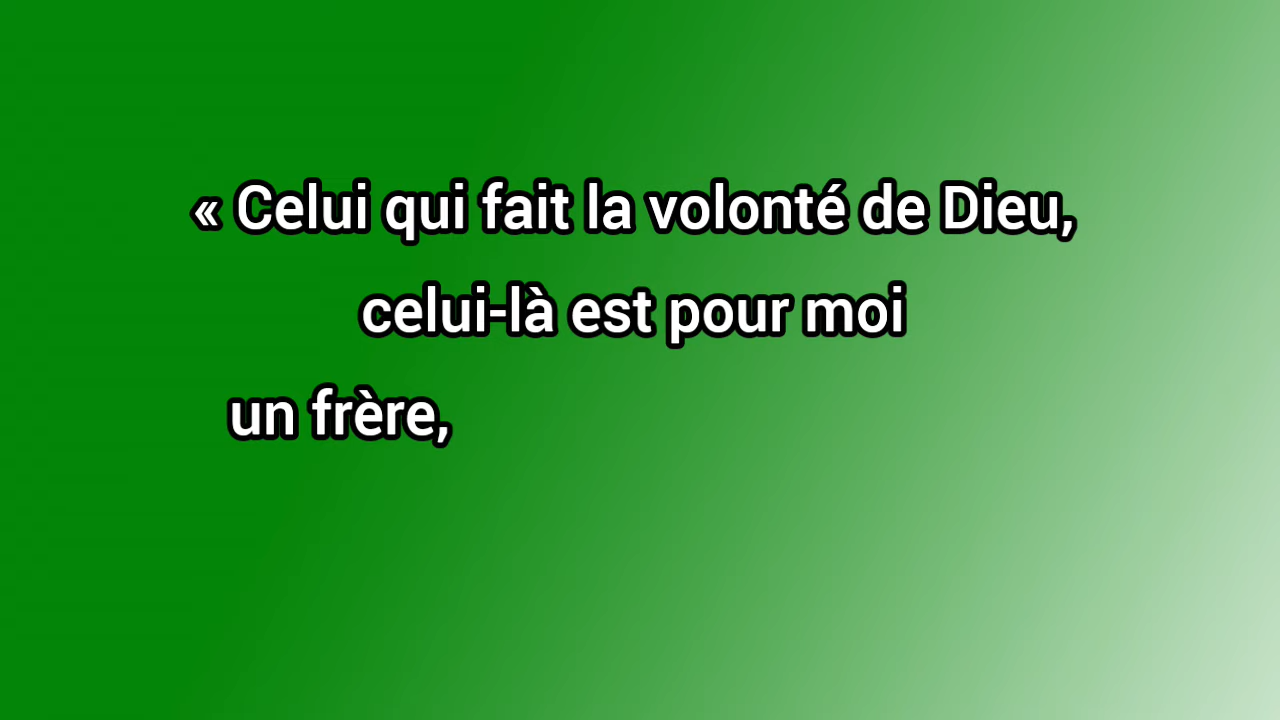 « Celui qui fait la volonté de Dieu,
celui-là est pour moi
un frère,